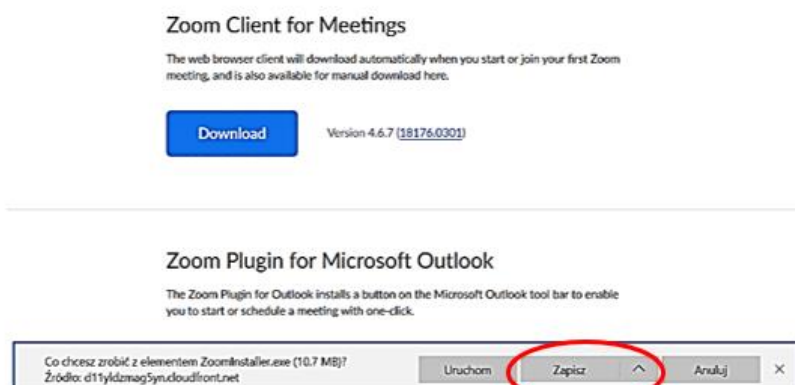 Zoom Client for Meetings
The web browser client will download automatically when you start or join your first Zoom
meeting, and is also available for manual download here.
Download
Version 4.6.7 (18176.0301)
Zoom Plugin for Microsoft Outlook
The Zoom Plugin for Outlook installs a button on the Microsoft Outlook tool bar to enable
you to start or schedule a meeting with one-click.
Co chcesz zrobić z elementem ZoomInstaller.exe (10.7 MB)?
Źródło: d11yldzmag5yn.cloudfront.net
Uruchom
Zapisz
Anuluj